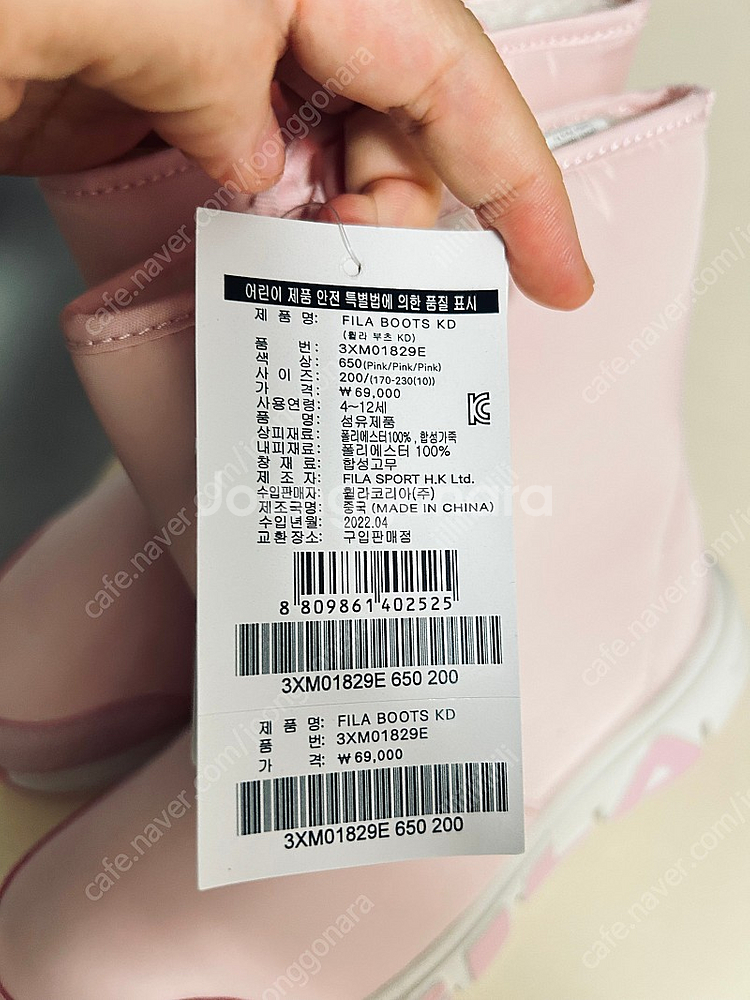 어린이 제품 안전 특별법에 의한 품질 표시
제 품 명: FILA BOOTS KD
(휠라 부츠 KD)
품 번: 3XM01829E
색 상: 650(Pink/Pink/Pink)
사 이 즈: 200/(170-230(10))
가 격: ₩ 69,000
사용연령: 4~12세
품 명: 섬유제품
상피재료: 폴리에스터100%, 합성가죽
내피재료: 폴리에스터 100%
창 재 료: 합성고무
제 조 자: FILA SPORT H.K Ltd.
수입판매자: 휠라코리아(주)
제조국명: 중국 (MADE IN CHINA)
수입년월: 2022.04
교환장소: 구입판매점
8 809861 402525
3XM01829E 650 200
제 품 명: FILA BOOTS KD
품 번: 3XM01829E
가 격: ₩ 69,000
3XM01829E 650 200
Joonggonara
cafe.naver.com/joonggonara